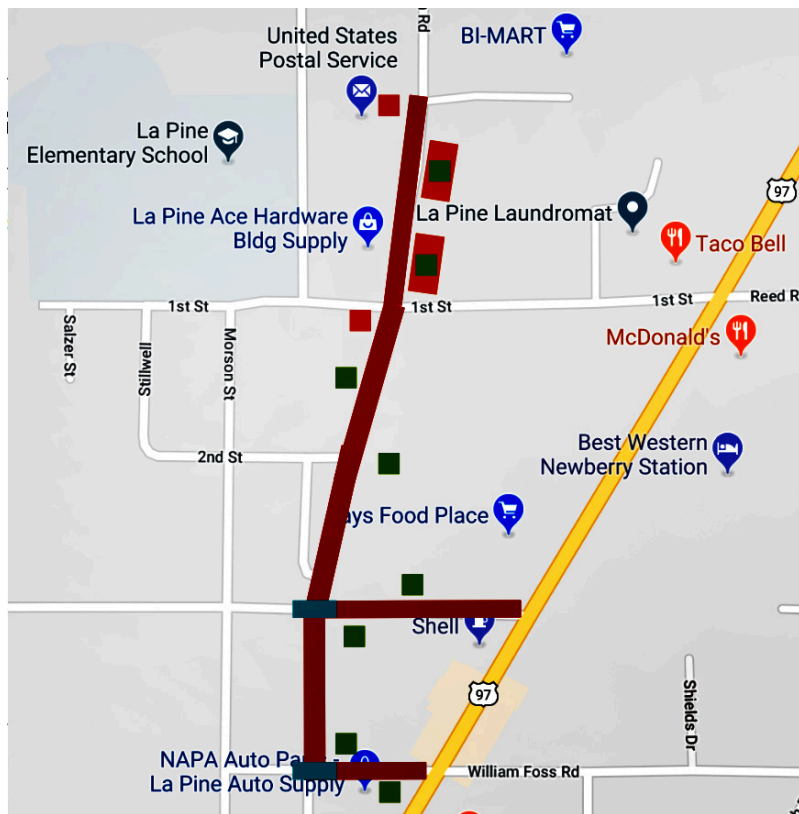 Rd
United States
Postal Service
BI-MART
La Pine
Elementary School
97
La Pine Ace Hardware
Bldg Supply
La Pine Laundromat
Taco Bell
1st St
1st St
1st St
Reed R
Salzer St
Stillwell
Morson St
McDonald's
2nd St
Best Western
Newberry Station
ays Food Place
Shell
97
Shields Dr
NAPA Auto Pa
La Pine Auto Supply
William Foss Rd